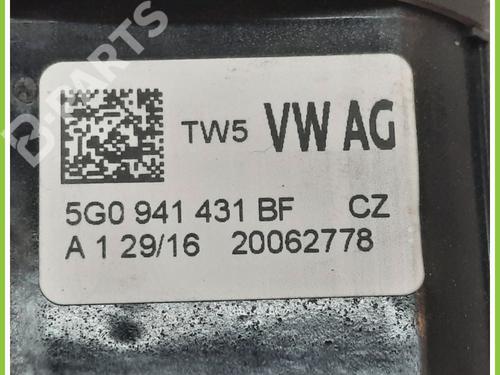 B-PARTS
TW5 VW AG
5G0 941 431 BF CZ
A 1 29/16 20062778